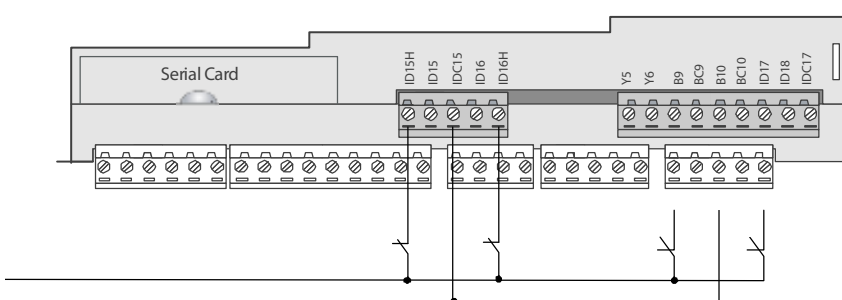 Serial Card
ID15H
ID15
IDC15
ID16
ID16H
Y5
Y6
B9
BC9
B10
BC10
ID17
ID18
IDC17